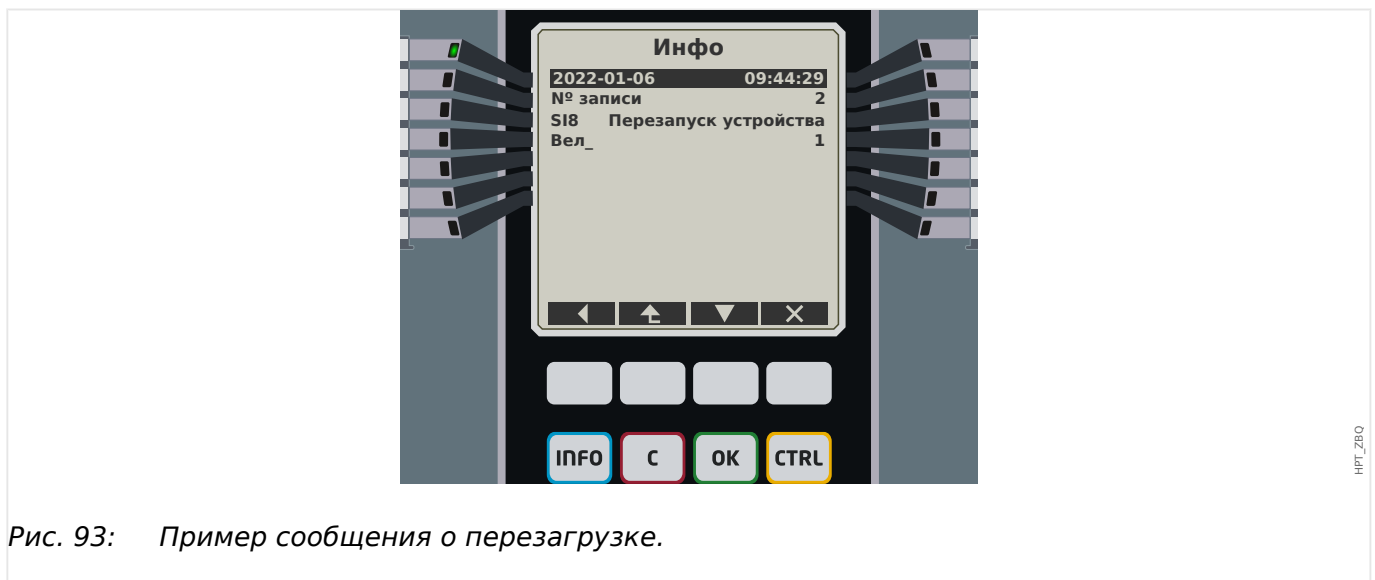 Инфо
2022-01-06 09:44:29
№ записи 2
SI8 Перезапуск устройства
Вел_ 1
INFO C OK CTRL
HPT_ZBQ
Рис. 93: Пример сообщения о перезагрузке.